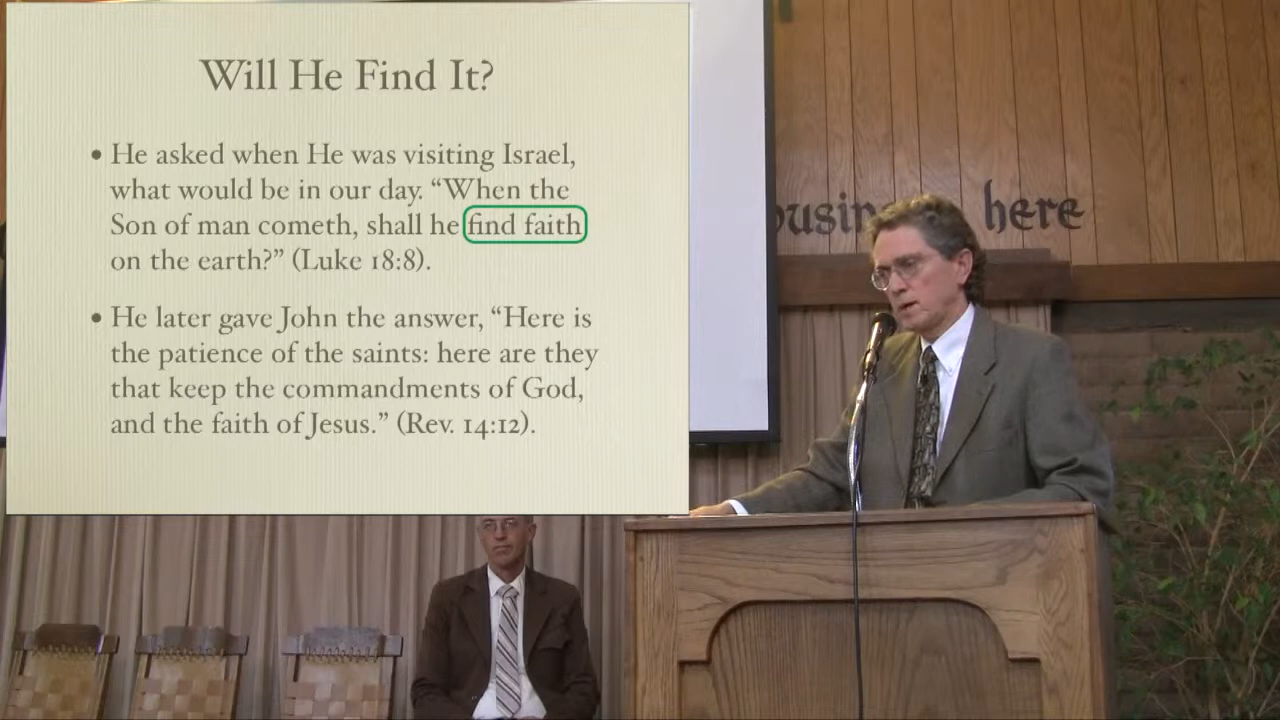 Will He Find It?
• He asked when He was visiting Israel,
what would be in our day. “When the
Son of man cometh, shall he find faith
on the earth?” (Luke 18:8).
• He later gave John the answer, “Here is
the patience of the saints: here are they
that keep the commandments of God,
and the faith of Jesus.” (Rev. 14:12).
here